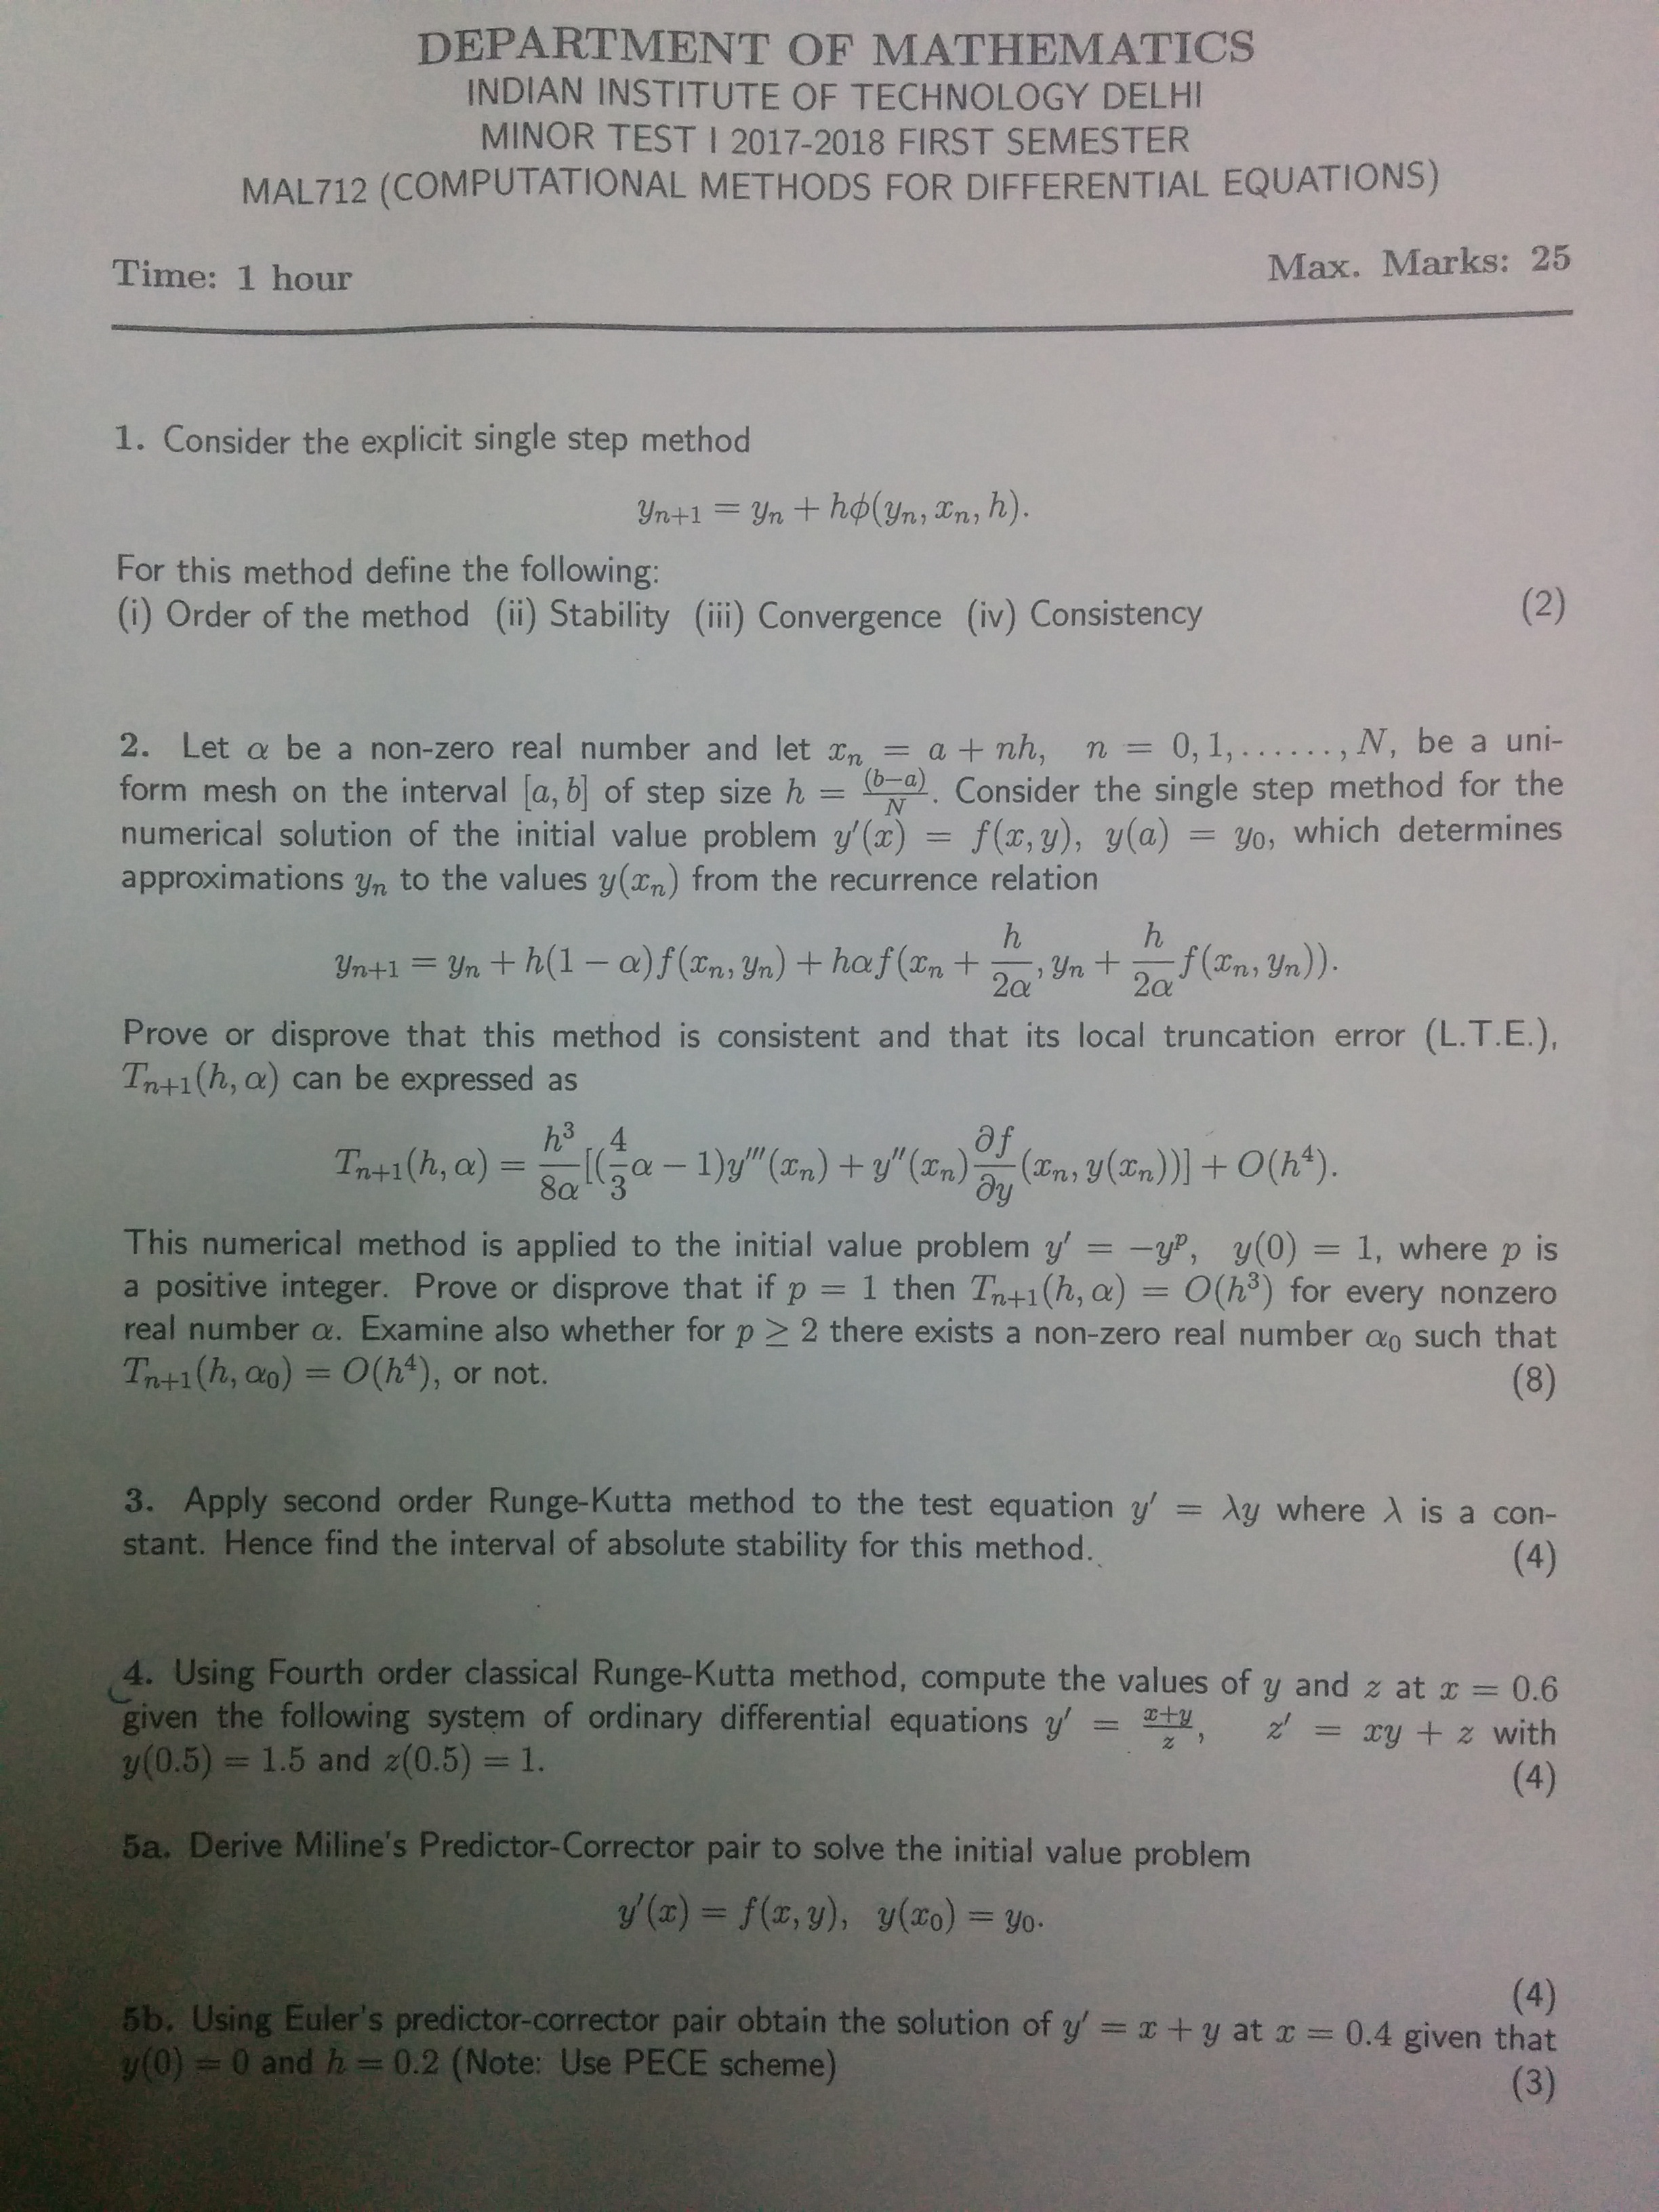 DEPARTMENT OF MATHEMATICS
INDIAN INSTITUTE OF TECHNOLOGY DELHI
MINOR TEST I 2017-2018 FIRST SEMESTER
MAL712 (COMPUTATIONAL METHODS FOR DIFFERENTIAL EQUATIONS)
Time: 1 hour Max. Marks: 25
1. Consider the explicit single step method
$y_{n+1} = y_n + h\phi(y_n, x_n, h).$
For this method define the following:
(i) Order of the method (ii) Stability (iii) Convergence (iv) Consistency (2)
2. Let $\alpha$ be a non-zero real number and let $x_n = a + nh, \quad n = 0, 1, ......, N,$ be a uni-
form mesh on the interval $[a, b]$ of step size $h = \frac{(b-a)}{N}$. Consider the single step method for the
numerical solution of the initial value problem $y'(x) = f(x, y), \; y(a) = y_0$, which determines
approximations $y_n$ to the values $y(x_n)$ from the recurrence relation
$y_{n+1} = y_n + h(1 - \alpha)f(x_n, y_n) + h\alpha f(x_n + \frac{h}{2\alpha}, y_n + \frac{h}{2\alpha}f(x_n, y_n)).$
Prove or disprove that this method is consistent and that its local truncation error (L.T.E.),
$T_{n+1}(h, \alpha)$ can be expressed as
$T_{n+1}(h, \alpha) = \frac{h^3}{8\alpha}[(\frac{4}{3}\alpha - 1)y'''(x_n) + y''(x_n)\frac{\partial f}{\partial y}(x_n, y(x_n))] + O(h^4).$
This numerical method is applied to the initial value problem $y' = -y^p, \quad y(0) = 1$, where $p$ is
a positive integer. Prove or disprove that if $p = 1$ then $T_{n+1}(h, \alpha) = O(h^3)$ for every nonzero
real number $\alpha$. Examine also whether for $p \geq 2$ there exists a non-zero real number $\alpha_0$ such that
$T_{n+1}(h, \alpha_0) = O(h^4)$, or not. (8)
3. Apply second order Runge-Kutta method to the test equation $y' = \lambda y$ where $\lambda$ is a con-
stant. Hence find the interval of absolute stability for this method. (4)
4. Using Fourth order classical Runge-Kutta method, compute the values of $y$ and $z$ at $x = 0.6$
given the following system of ordinary differential equations $y' = \frac{x+y}{z}, \quad z' = xy + z$ with
$y(0.5) = 1.5$ and $z(0.5) = 1$. (4)
5a. Derive Miline's Predictor-Corrector pair to solve the initial value problem
$y'(x) = f(x, y), \; y(x_0) = y_0.$
(4)
5b. Using Euler's predictor-corrector pair obtain the solution of $y' = x + y$ at $x = 0.4$ given that
$y(0) = 0$ and $h = 0.2$ (Note: Use PECE scheme) (3)